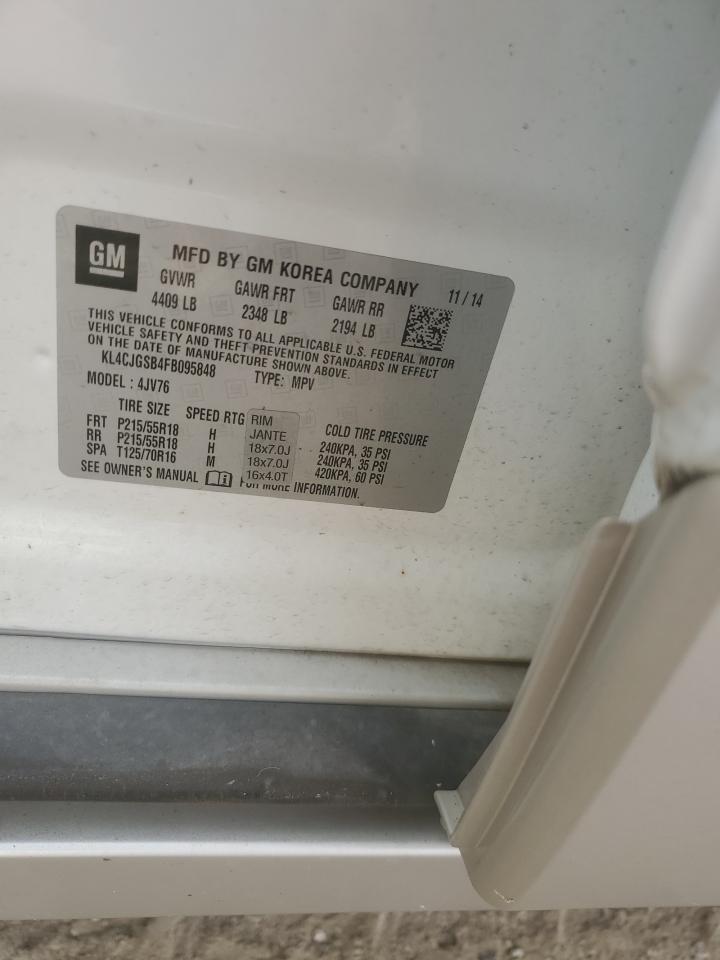 GM
MFD BY GM KOREA COMPANY 11 / 14
GVWR GAWR FRT GAWR RR
4409 LB 2348 LB 2194 LB
THIS VEHICLE CONFORMS TO ALL APPLICABLE U.S. FEDERAL MOTOR
VEHICLE SAFETY AND THEFT PREVENTION STANDARDS IN EFFECT
ON THE DATE OF MANUFACTURE SHOWN ABOVE.
KL4CJGSB4FB095848 TYPE: MPV
MODEL : 4JV76
TIRE SIZE SPEED RTG RIM JANTE COLD TIRE PRESSURE
FRT P215/55R18 H 18x7.0J 240KPA, 35 PSI
RR P215/55R18 H 18x7.0J 240KPA, 35 PSI
SPA T125/70R16 M 16x4.0T 420KPA, 60 PSI
SEE OWNER'S MANUAL FOR MORE INFORMATION.